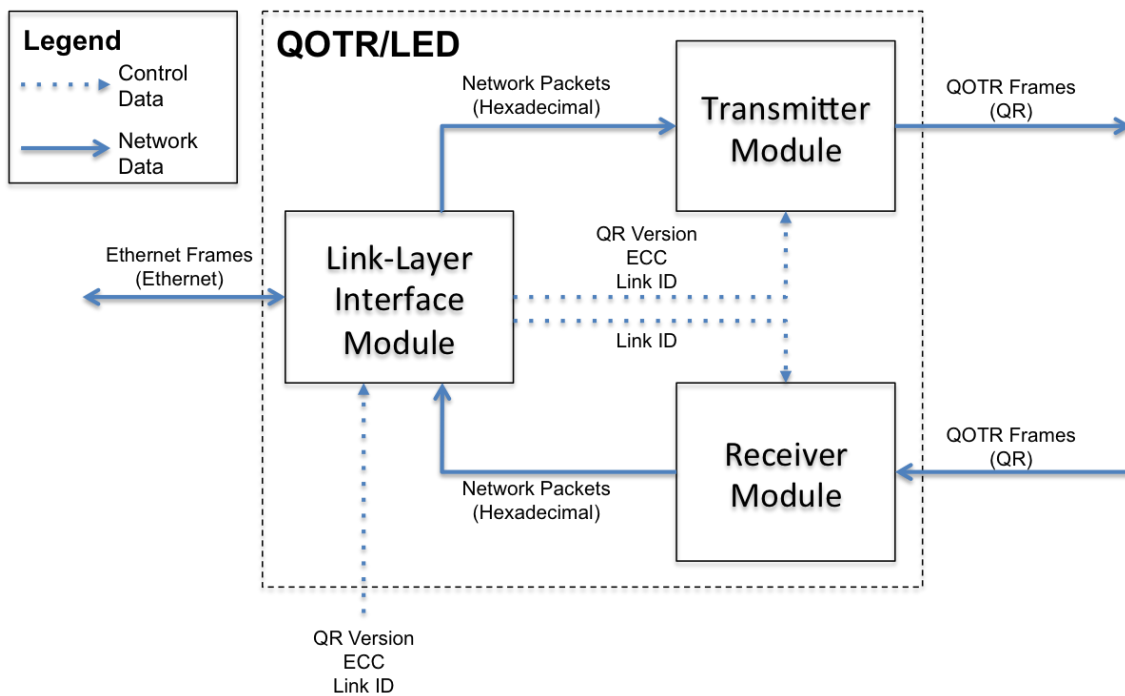 Legend
Control
Data
Network
Data
QOTR/LED
Network Packets
(Hexadecimal)
Transmitter
Module
QOTR Frames
(QR)
Ethernet Frames
(Ethernet)
Link-Layer
Interface
Module
QR Version
ECC
Link ID
Link ID
Receiver
Module
QOTR Frames
(QR)
Network Packets
(Hexadecimal)
QR Version
ECC
Link ID